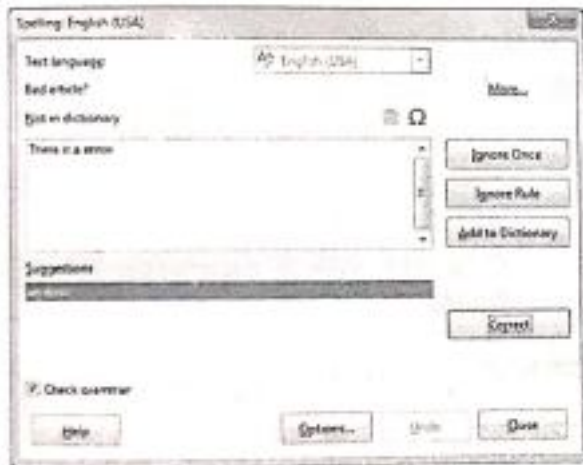 Spelling: English (USA)
Text language: English (USA)
Bad article? More...
Not in dictionary Ω
There is a error.
Ignore Once
Ignore Rule
Add to Dictionary
Suggestions
Correct
Check grammar
Help Options... Undo Close